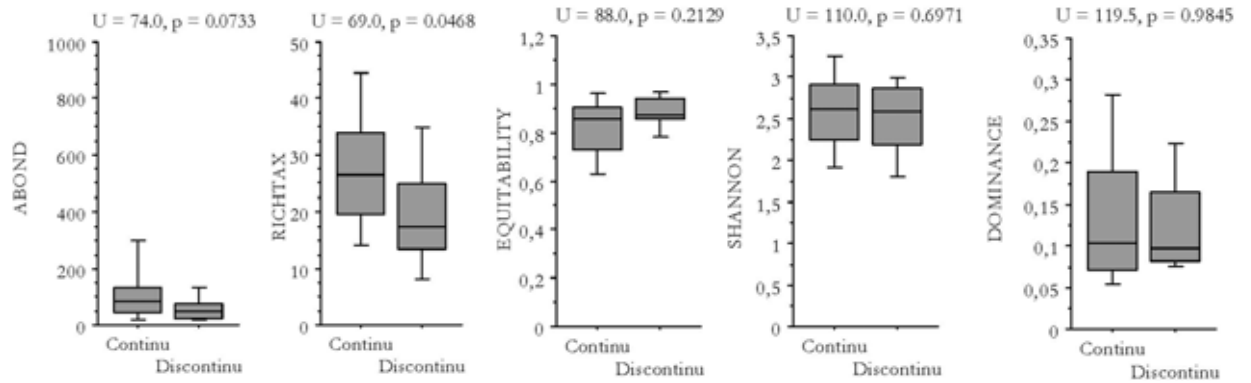 U = 74.0, p = 0.0733
1000
800
600
400
200
0
ABOND
Continu
Discontinu
U = 69.0, p = 0.0468
50
40
30
20
10
0
RICHTAX
Continu
Discontinu
U = 88.0, p = 0.2129
1,2
1
0,8
0,6
0,4
0,2
0
EQUITABILITY
Continu
Discontinu
U = 110.0, p = 0.6971
3,5
3
2,5
2
1,5
1
0,5
0
SHANNON
Continu
Discontinu
U = 119.5, p = 0.9845
0,35
0,3
0,25
0,2
0,15
0,1
0,05
0
DOMINANCE
Continu
Discontinu